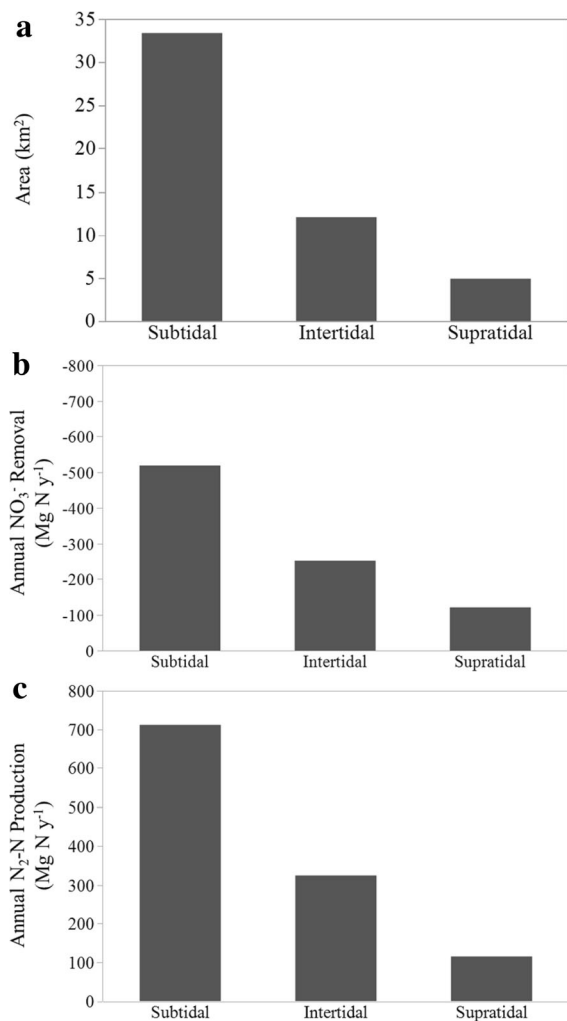 a
Area (km²)
35
30
25
20
15
10
5
0
Subtidal Intertidal Supratidal
b
Annual NO₃⁻ Removal
(Mg N y⁻¹)
-800
-700
-600
-500
-400
-300
-200
-100
0
Subtidal Intertidal Supratidal
c
Annual N₂-N Production
(Mg N y⁻¹)
800
700
600
500
400
300
200
100
0
Subtidal Intertidal Supratidal